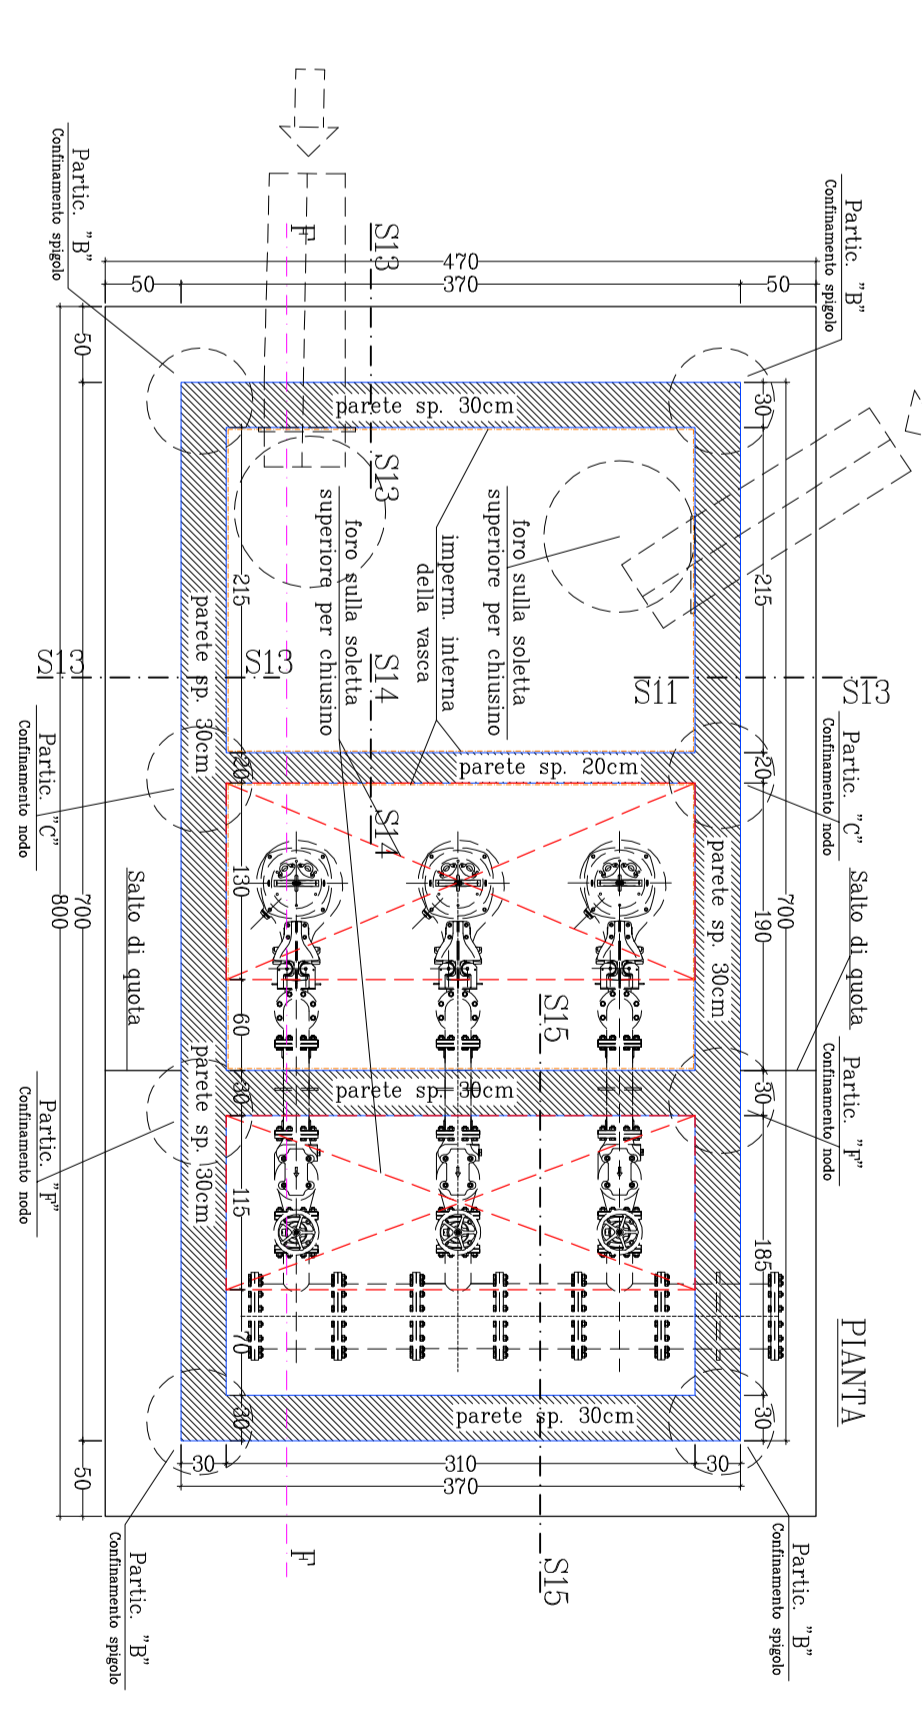 PIANTA
Partic. "B"
Confinamento spigolo
Partic. "B"
Confinamento spigolo
Partic. "C"
Confinamento nodo
Partic. "C"
Confinamento nodo
Salto di quota
Salto di quota
Partic. "F"
Confinamento nodo
Partic. "F"
Confinamento nodo
Partic. "B"
Confinamento spigolo
Partic. "B"
Confinamento spigolo
F
F
S13
S13
S13
S13
S11
S13
S14
S14
S15
S15
470
50
370
50
50
700
50
800
30
215
20
190
30
185
30
700
215
20
130
60
30
115
70
30
30
310
30
370
parete sp. 30cm
parete sp. 30cm
parete sp. 20cm
parete sp. 30cm
parete sp. 30cm
parete sp. 30cm
parete sp. 30cm
foro sulla soletta
superiore per chiusino
imperm. interna
della vasca
foro sulla soletta
superiore per chiusino